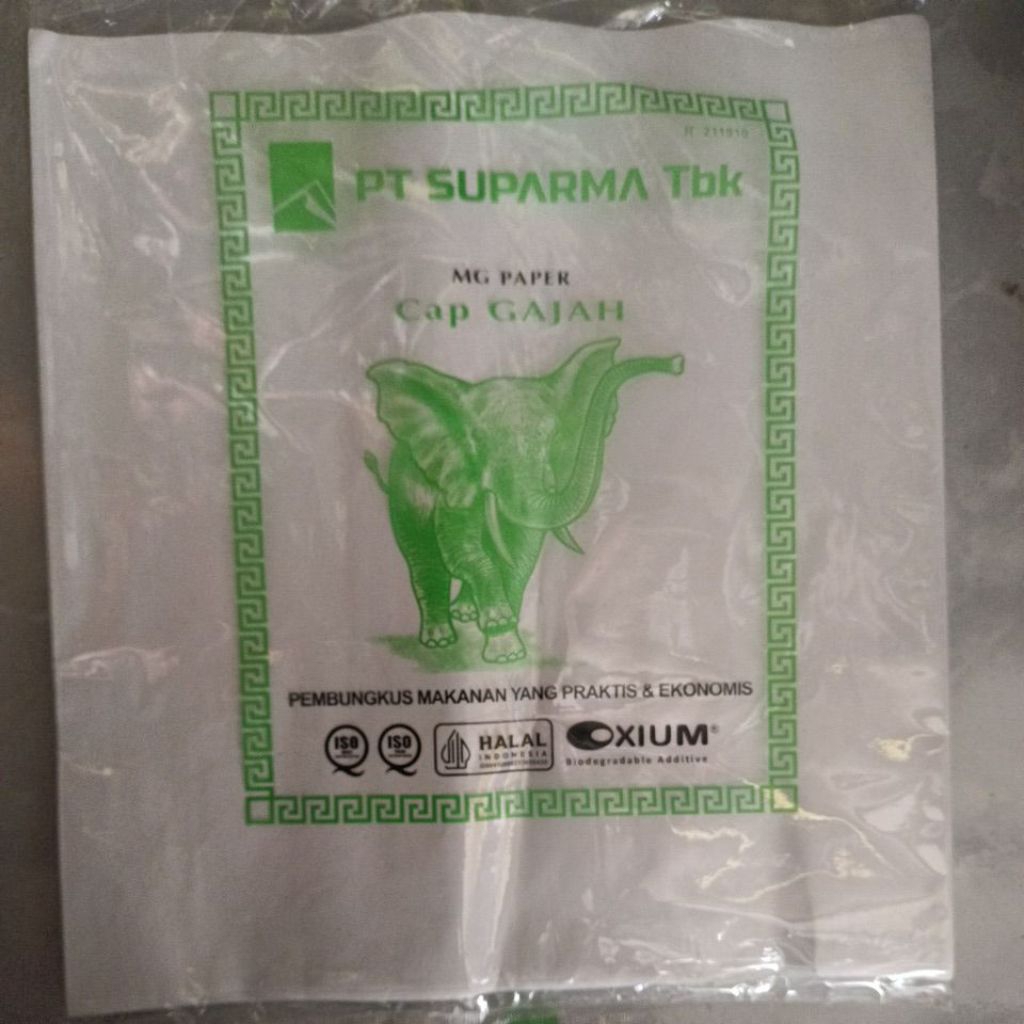 PT SUPARMA Tbk
MG PAPER
Cap GAJAH
PEMBUNGKUS MAKANAN YANG PRAKTIS & EKONOMIS
ISO
ISO
HALAL
INDONESIA
OXIUM®
Biodegradable Additive